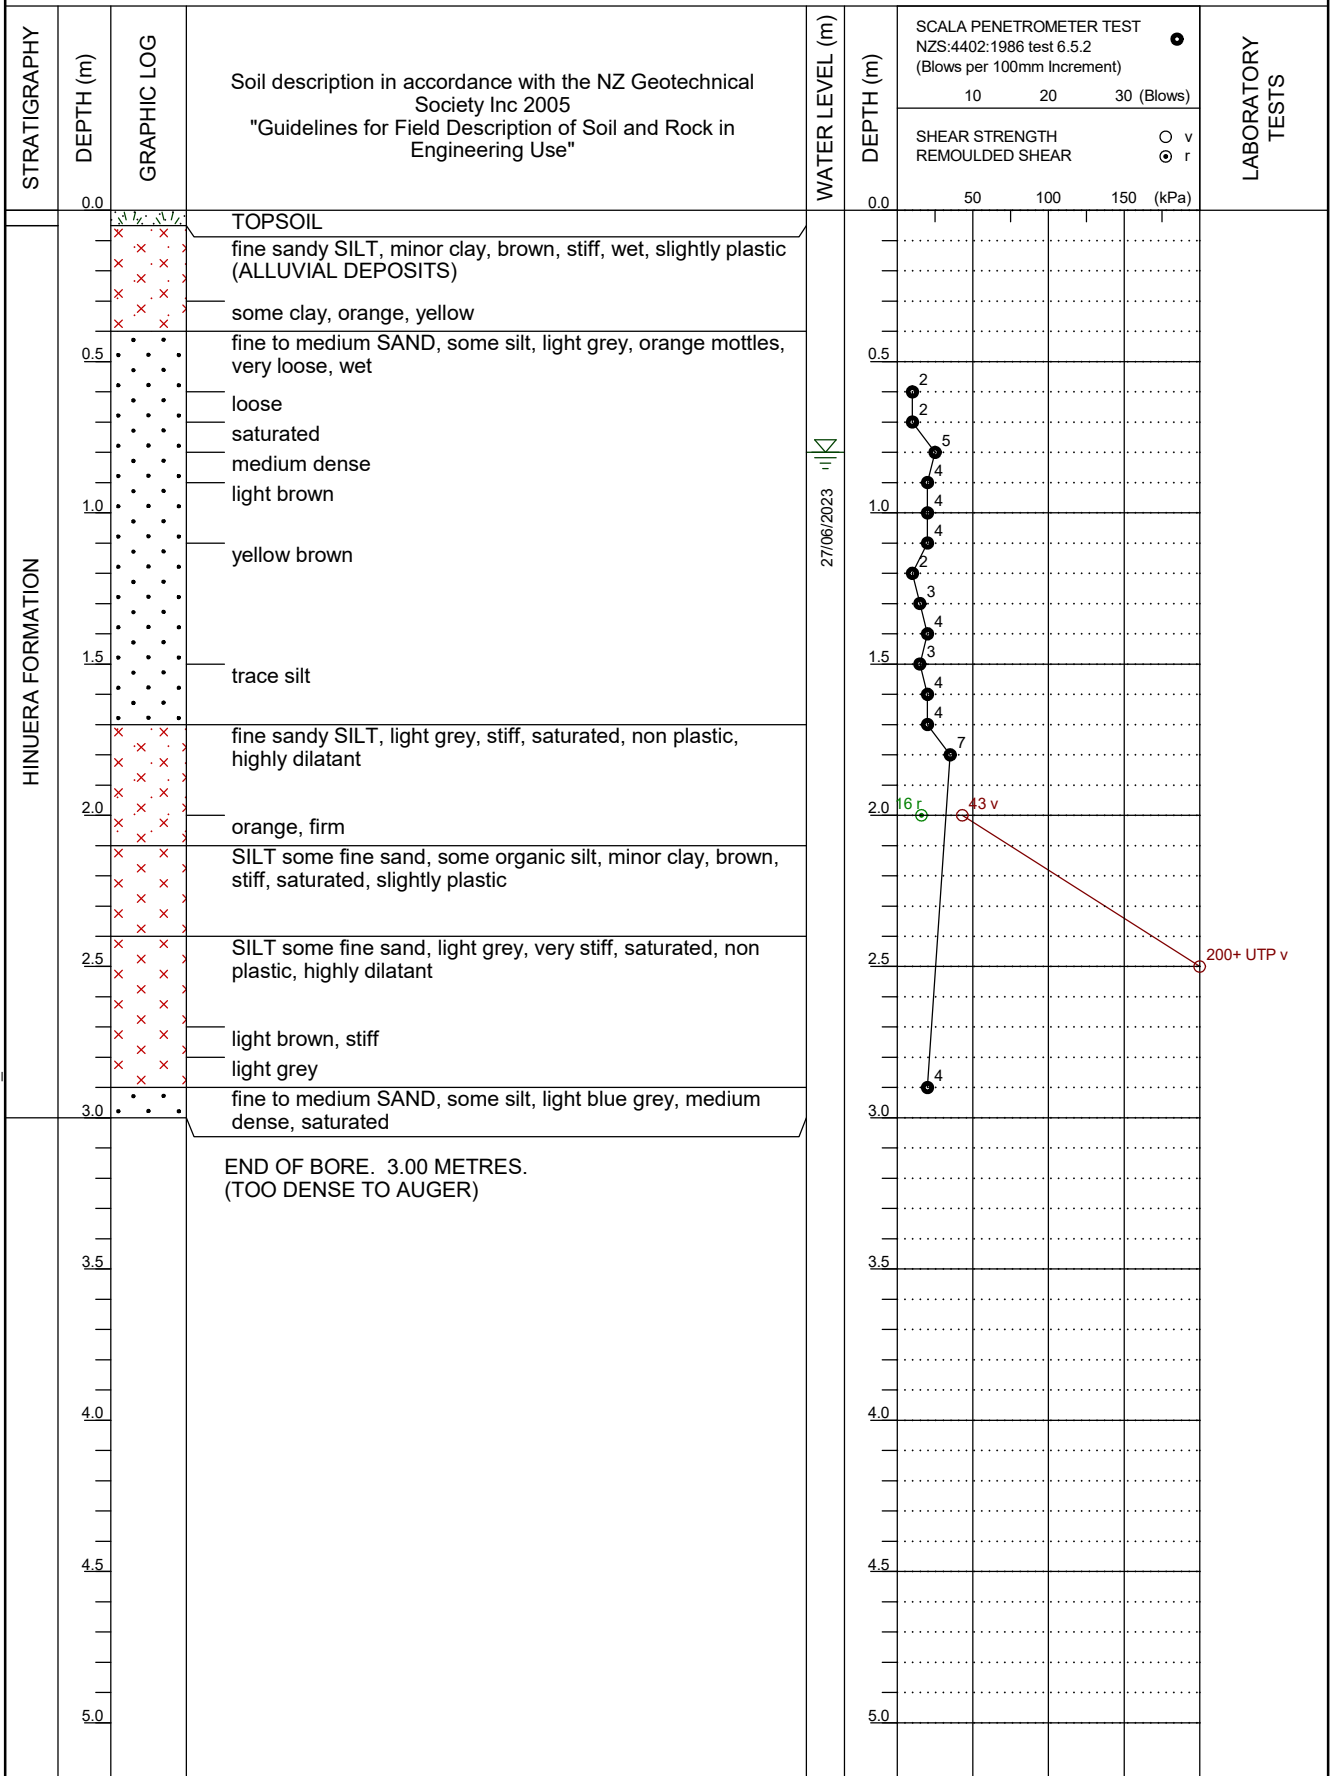 STRATIGRAPHY
DEPTH (m)
GRAPHIC LOG
Soil description in accordance with the NZ Geotechnical
Society Inc 2005
"Guidelines for Field Description of Soil and Rock in
Engineering Use"
WATER LEVEL (m)
DEPTH (m)
SCALA PENETROMETER TEST
NZS:4402:1986 test 6.5.2
(Blows per 100mm Increment)
10 20 30 (Blows)
SHEAR STRENGTH v
REMOULDED SHEAR r
50 100 150 (kPa)
LABORATORY
TESTS
0.0
0.0
TOPSOIL
fine sandy SILT, minor clay, brown, stiff, wet, slightly plastic
(ALLUVIAL DEPOSITS)
some clay, orange, yellow
fine to medium SAND, some silt, light grey, orange mottles,
very loose, wet
0.5
0.5
2
loose
2
saturated
5
medium dense
4
light brown
1.0
27/06/2023
1.0
4
4
yellow brown
2
HINUERA FORMATION
3
4
1.5
1.5
3
trace silt
4
4
fine sandy SILT, light grey, stiff, saturated, non plastic,
highly dilatant
7
2.0
2.0
16 r
43 v
orange, firm
SILT some fine sand, some organic silt, minor clay, brown,
stiff, saturated, slightly plastic
SILT some fine sand, light grey, very stiff, saturated, non
plastic, highly dilatant
2.5
2.5
200+ UTP v
light brown, stiff
light grey
4
fine to medium SAND, some silt, light blue grey, medium
dense, saturated
3.0
3.0
END OF BORE. 3.00 METRES.
(TOO DENSE TO AUGER)
3.5
3.5
4.0
4.0
4.5
4.5
5.0
5.0